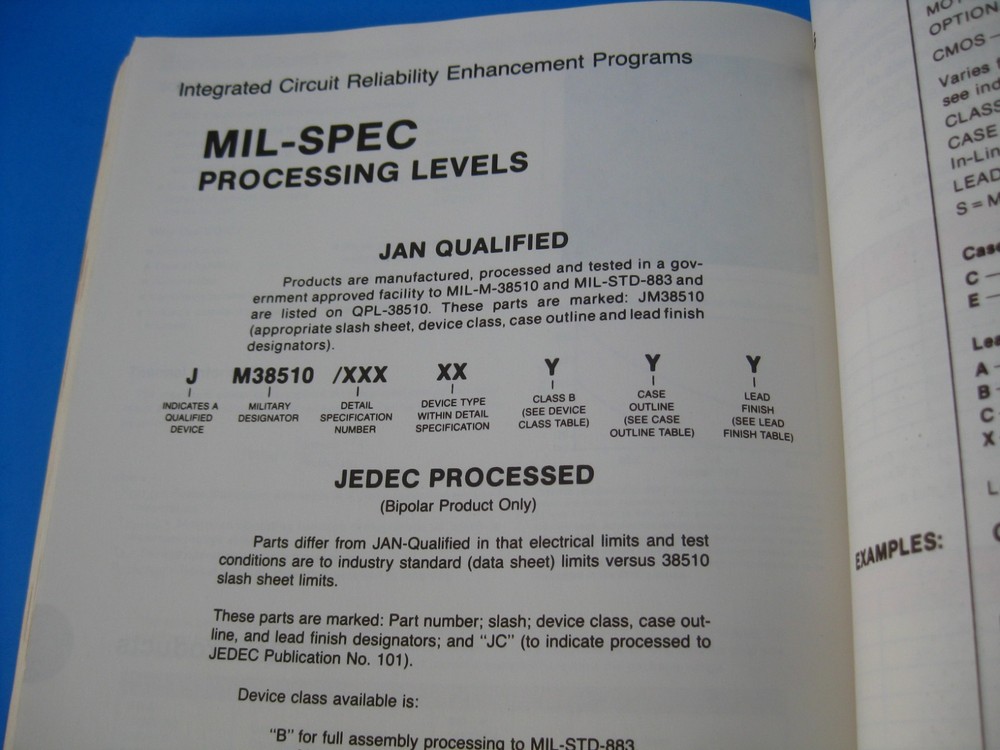 Integrated Circuit Reliability Enhancement Programs
MIL-SPEC
PROCESSING LEVELS
JAN QUALIFIED
Products are manufactured, processed and tested in a gov-
ernment approved facility to MIL-M-38510 and MIL-STD-883 and
are listed on QPL-38510. These parts are marked: JM38510
(appropriate slash sheet, device class, case outline and lead finish
designators).
J M38510 /XXX XX Y Y Y
INDICATES A QUALIFIED DEVICE
MILITARY DESIGNATOR
DETAIL SPECIFICATION NUMBER
DEVICE TYPE WITHIN DETAIL SPECIFICATION
CLASS B (SEE DEVICE CLASS TABLE)
CASE OUTLINE (SEE CASE OUTLINE TABLE)
LEAD FINISH (SEE LEAD FINISH TABLE)
JEDEC PROCESSED
(Bipolar Product Only)
Parts differ from JAN-Qualified in that electrical limits and test
conditions are to industry standard (data sheet) limits versus 38510
slash sheet limits.
These parts are marked: Part number; slash; device class, case out-
line, and lead finish designators; and "JC" (to indicate processed to
JEDEC Publication No. 101).
Device class available is:
"B" for full assembly processing to MIL-STD-883
OPTION
CMOS –
Varies
see
CLASS
CASE
In-Lin
LEAD
S = M
Case
C –
E –
A –
B –
C
X
L
EXAMPLES: